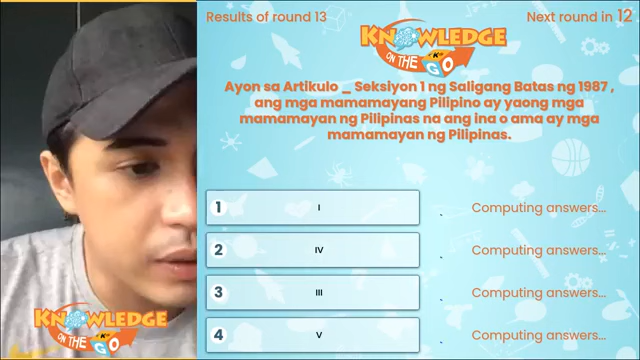 Results of round 13
Next round in 12
KNOWLEDGE
ON THE GO
Ayon sa Artikulo _ Seksiyon 1 ng Saligang Batas ng 1987 ,
ang mga mamamayang Pilipino ay yaong mga
mamamayan ng Pilipinas na ang ina o ama ay mga
mamamayan ng Pilipinas.
1 I . Computing answers...
2 IV . Computing answers...
3 III . Computing answers...
4 V . Computing answers...
KNOWLEDGE
ON THE GO